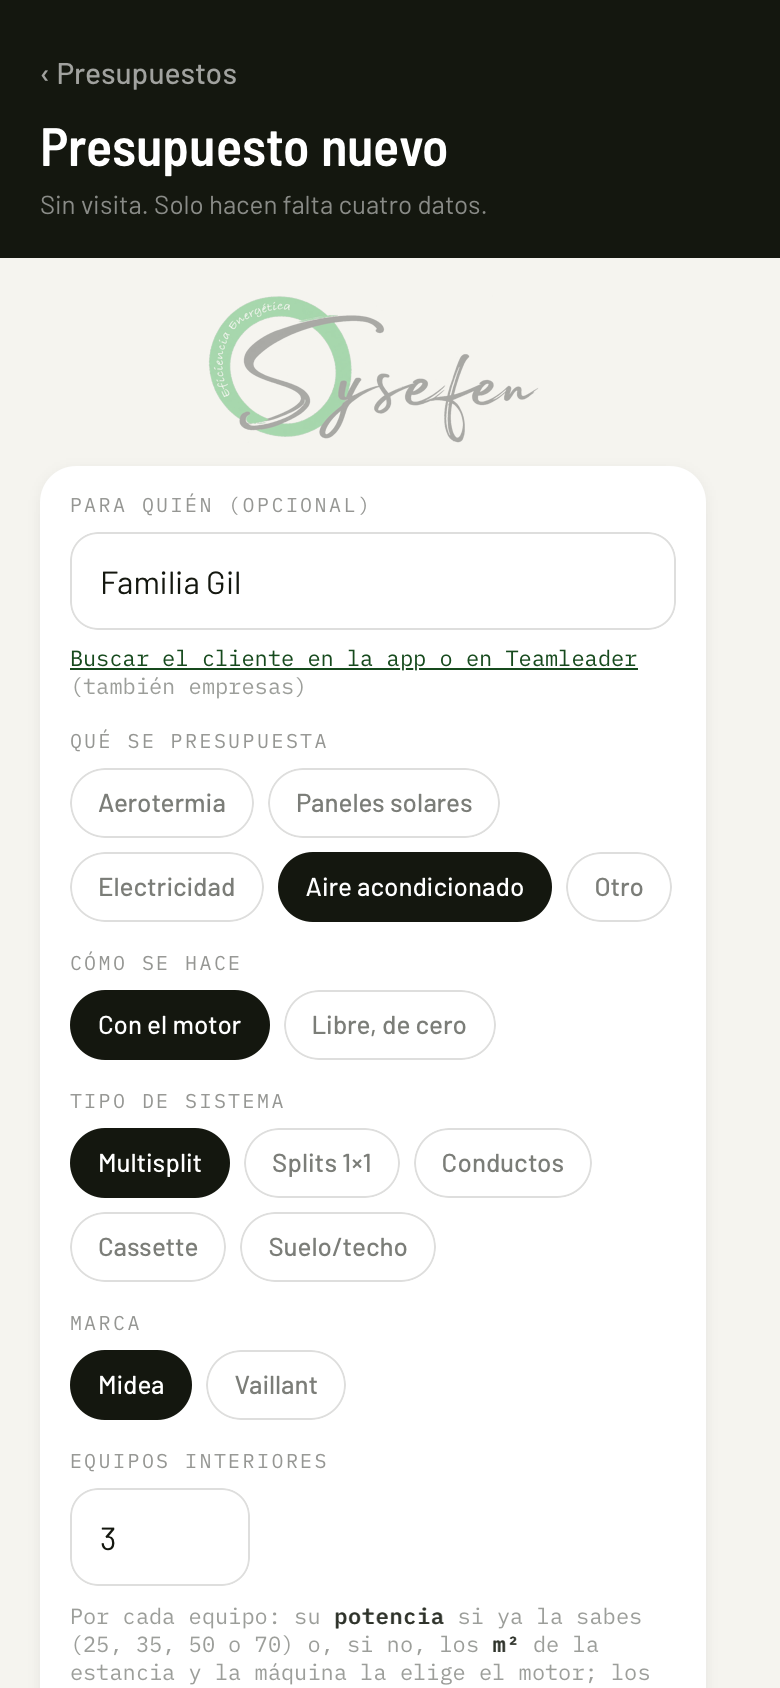 ‹ Presupuestos
Presupuesto nuevo
Sin visita. Solo hacen falta cuatro datos.
Eficiencia Energética
Sysefen
PARA QUIÉN (OPCIONAL)
Familia Gil
Buscar el cliente en la app o en Teamleader
(también empresas)
QUÉ SE PRESUPUESTA
Aerotermia Paneles solares
Electricidad Aire acondicionado Otro
CÓMO SE HACE
Con el motor Libre, de cero
TIPO DE SISTEMA
Multisplit Splits 1×1 Conductos
Cassette Suelo/techo
MARCA
Midea Vaillant
EQUIPOS INTERIORES
3
Por cada equipo: su potencia si ya la sabes
(25, 35, 50 o 70) o, si no, los m² de la
estancia y la máquina la elige el motor; los